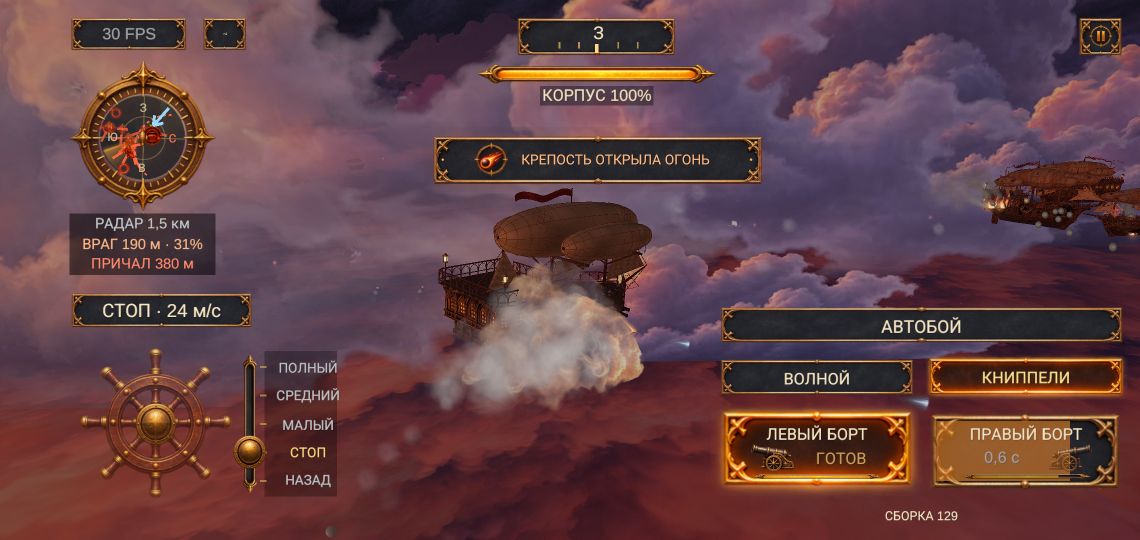 30 FPS
З
КОРПУС 100%
КРЕПОСТЬ ОТКРЫЛА ОГОНЬ
З
Ю
С
В
РАДАР 1,5 км
ВРАГ 190 м · 31%
ПРИЧАЛ 380 м
СТОП · 24 м/с
ПОЛНЫЙ
СРЕДНИЙ
МАЛЫЙ
СТОП
НАЗАД
АВТОБОЙ
ВОЛНОЙ
КНИППЕЛИ
ЛЕВЫЙ БОРТ
ГОТОВ
ПРАВЫЙ БОРТ
0,6 с
СБОРКА 129